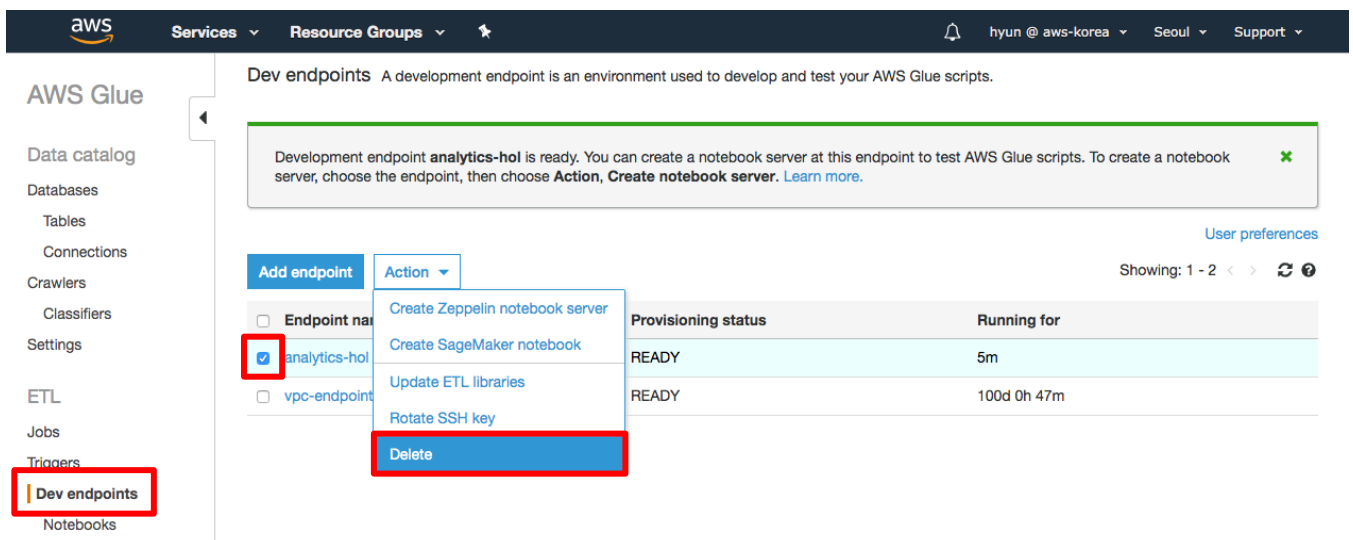 aws Services Resource Groups hyun @ aws-korea Seoul Support
AWS Glue
Data catalog
Databases
Tables
Connections
Crawlers
Classifiers
Settings
ETL
Jobs
Triggers
Dev endpoints
Notebooks
Dev endpoints A development endpoint is an environment used to develop and test your AWS Glue scripts.
Development endpoint analytics-hol is ready. You can create a notebook server at this endpoint to test AWS Glue scripts. To create a notebook
server, choose the endpoint, then choose Action, Create notebook server. Learn more.
User preferences
Add endpoint Action Showing: 1 - 2
Create Zeppelin notebook server
Create SageMaker notebook
Update ETL libraries
Rotate SSH key
Delete
Endpoint nar Provisioning status Running for
analytics-hol READY 5m
vpc-endpoint READY 100d 0h 47m